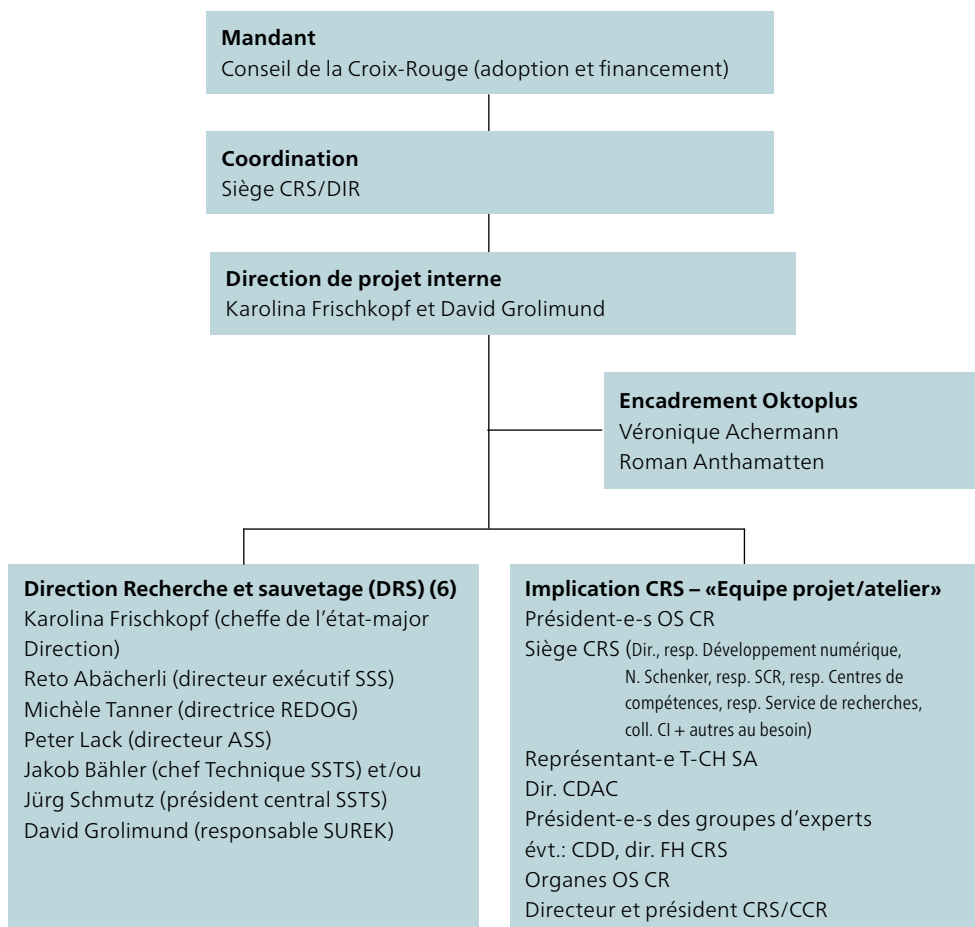 Mandant
Conseil de la Croix-Rouge (adoption et financement)
Coordination
Siège CRS/DIR
Direction de projet interne
Karolina Frischkopf et David Grolimund
Encadrement Oktoplus
Véronique Achermann
Roman Anthamatten
Direction Recherche et sauvetage (DRS) (6)
Karolina Frischkopf (cheffe de l'état-major
Direction)
Reto Abächerli (directeur exécutif SSS)
Michèle Tanner (directrice REDOG)
Peter Lack (directeur ASS)
Jakob Bähler (chef Technique SSTS) et/ou
Jürg Schmutz (président central SSTS)
David Grolimund (responsable SUREK)
Implication CRS – «Equipe projet/atelier»
Président-e-s OS CR
Siège CRS (Dir., resp. Développement numérique,
N. Schenker, resp. SCR, resp. Centres de
compétences, resp. Service de recherches,
coll. CI + autres au besoin)
Représentant-e T-CH SA
Dir. CDAC
Président-e-s des groupes d'experts
évt.: CDD, dir. FH CRS
Organes OS CR
Directeur et président CRS/CCR